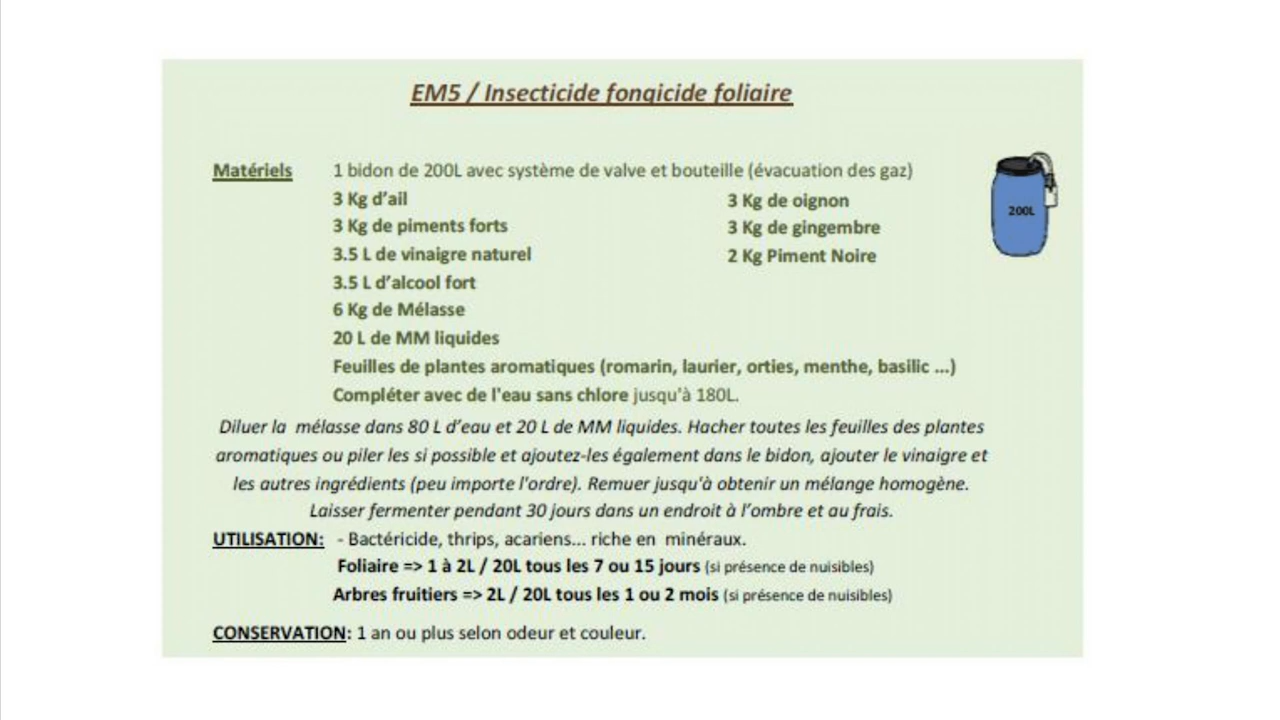 EM5 / Insecticide fongicide foliaire
Matériels 1 bidon de 200L avec système de valve et bouteille (évacuation des gaz)
3 Kg d’ail 3 Kg de oignon
3 Kg de piments forts 3 Kg de gingembre
3.5 L de vinaigre naturel 2 Kg Piment Noire
200L
3.5 L d’alcool fort
6 Kg de Mélasse
20 L de MM liquides
Feuilles de plantes aromatiques (romarin, laurier, orties, menthe, basilic ...)
Compléter avec de l'eau sans chlore jusqu'à 180L.
Diluer la mélasse dans 80 L d’eau et 20 L de MM liquides. Hacher toutes les feuilles des plantes
aromatiques ou piler les si possible et ajoutez-les également dans le bidon, ajouter le vinaigre et
les autres ingrédients (peu importe l'ordre). Remuer jusqu'à obtenir un mélange homogène.
Laisser fermenter pendant 30 jours dans un endroit à l’ombre et au frais.
UTILISATION: - Bactéricide, thrips, acariens... riche en minéraux.
Foliaire => 1 à 2L / 20L tous les 7 ou 15 jours (si présence de nuisibles)
Arbres fruitiers => 2L / 20L tous les 1 ou 2 mois (si présence de nuisibles)
CONSERVATION: 1 an ou plus selon odeur et couleur.